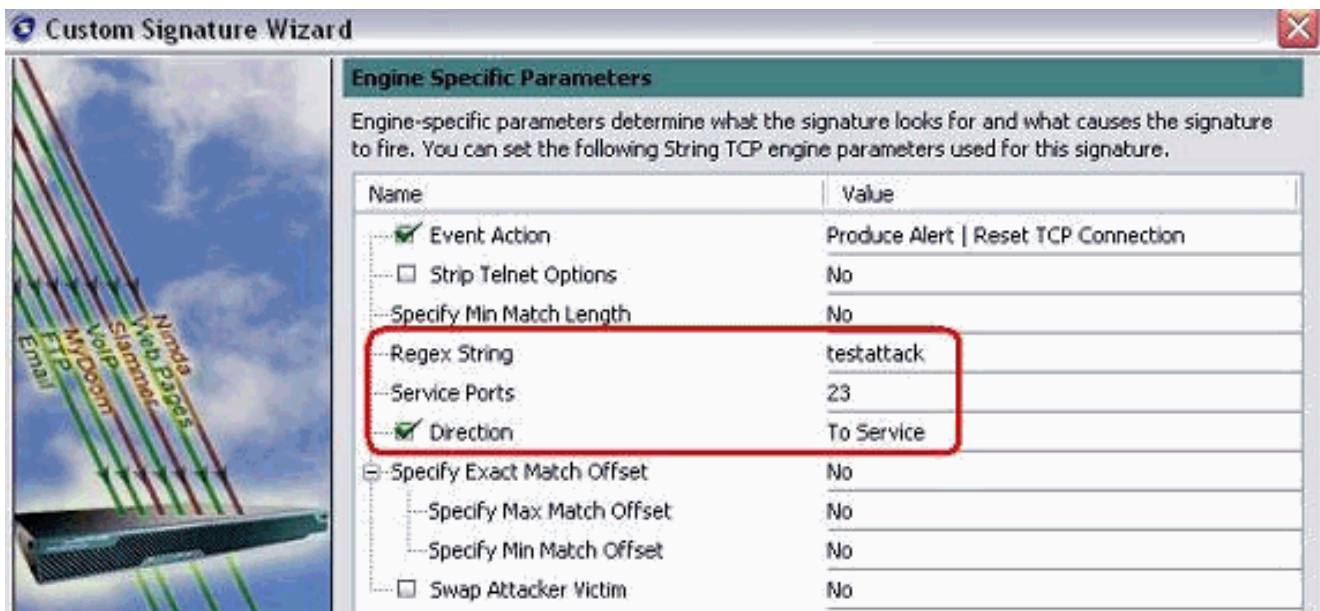 Custom Signature Wizard
Engine Specific Parameters
Engine-specific parameters determine what the signature looks for and what causes the signature
to fire. You can set the following String TCP engine parameters used for this signature.
Name Value
Event Action Produce Alert | Reset TCP Connection
Strip Telnet Options No
Specify Min Match Length No
Regex String testattack
Service Ports 23
Direction To Service
Specify Exact Match Offset No
Specify Max Match Offset No
Specify Min Match Offset No
Swap Attacker Victim No
Email
FTP
MyDoom
VoIP
Slammer
Web Pages
Nimda